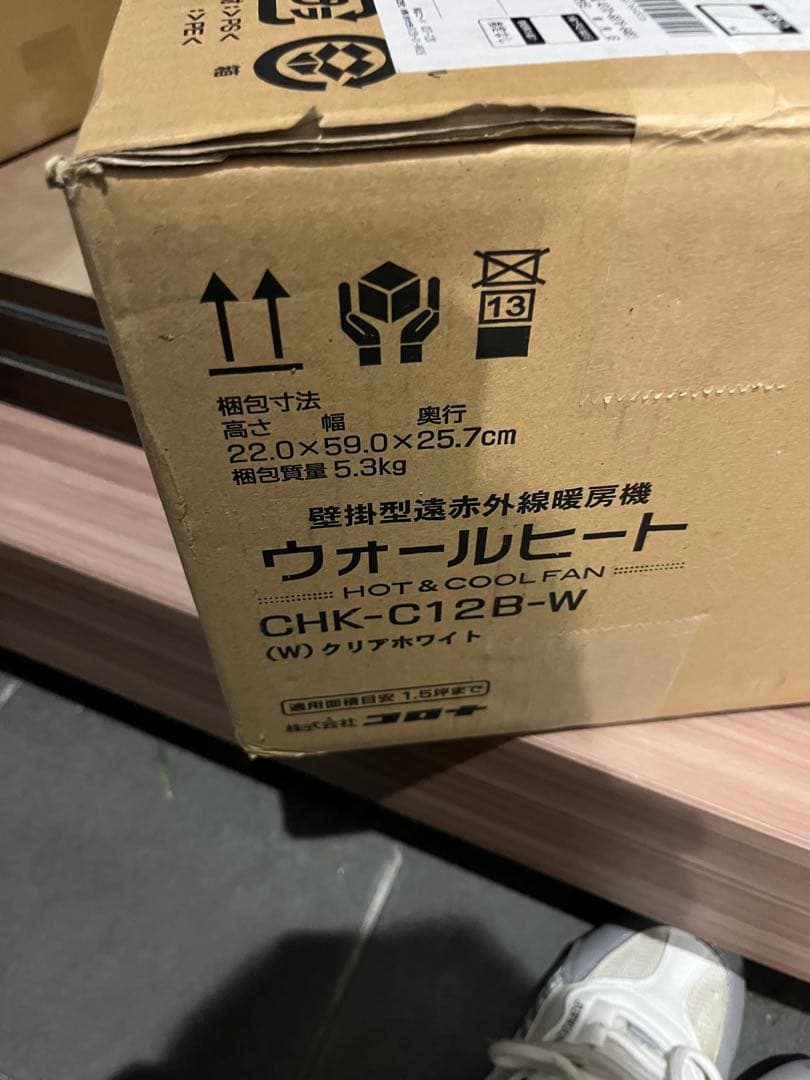 箱
13
梱包寸法
高さ 幅 奥行
22.0×59.0×25.7cm
梱包質量 5.3kg
壁掛型遠赤外線暖房機
ウォールヒート
HOT & COOL FAN
CHK-C12B-W
(W)クリアホワイト
適用面積目安 1.5坪まで
株式会社 コロナ